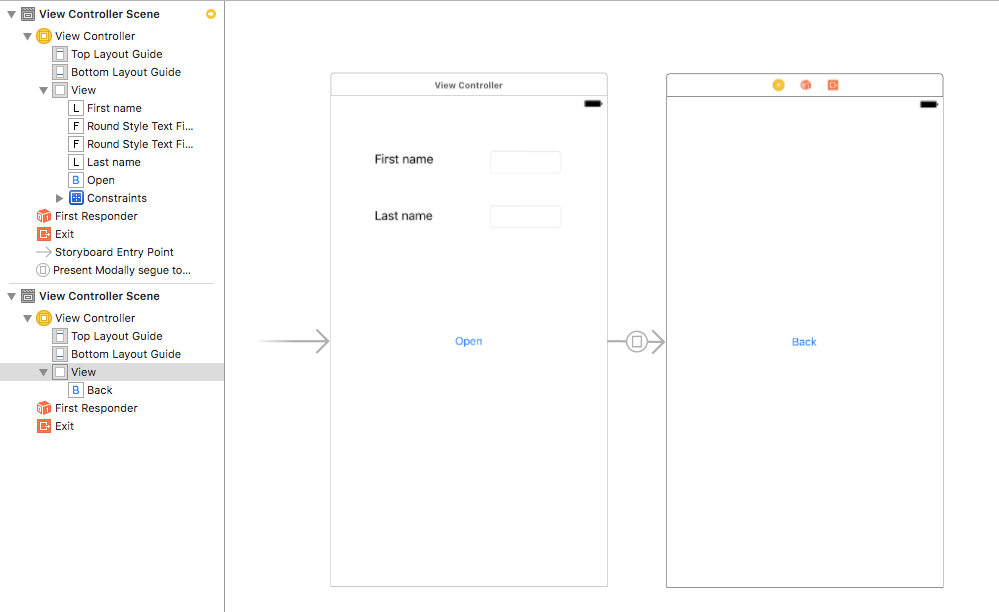 View Controller Scene
View Controller
Top Layout Guide
Bottom Layout Guide
View
L First name
F Round Style Text Fi...
F Round Style Text Fi...
L Last name
B Open
Constraints
First Responder
Exit
Storyboard Entry Point
Present Modally segue to...
View Controller Scene
View Controller
Top Layout Guide
Bottom Layout Guide
View
B Back
First Responder
Exit
View Controller
First name
Last name
Open
Back